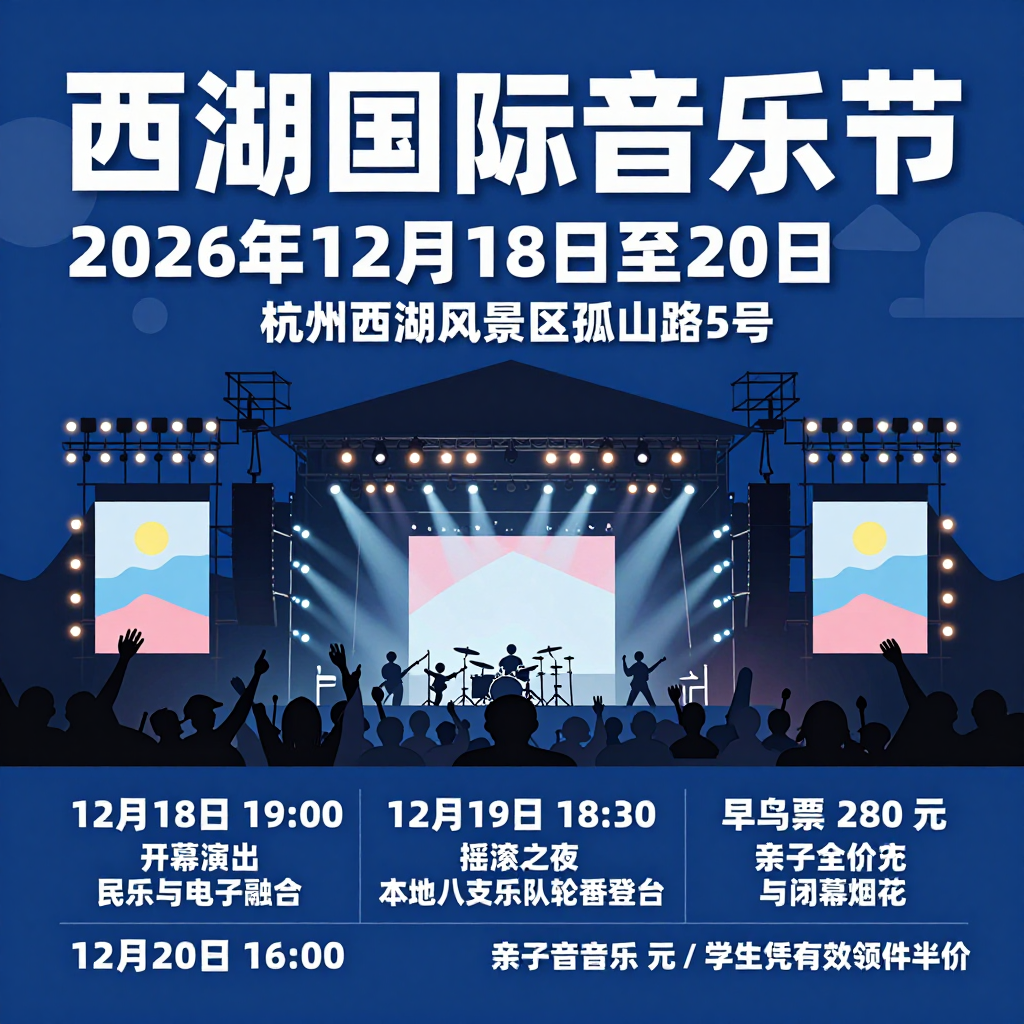 西湖国际音乐节
2026年12月18日至20日
杭州西湖风景区孤山路5号
12月18日 19:00
开幕演出
民乐与电子融合
12月19日 18:30
摇滚之夜
本地八支乐队轮番登台
早鸟票 280 元
亲子全价兂
与闭幕烟花
12月20日 16:00
亲子音音乐 元 / 学生凭有效领件半价